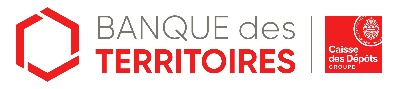 BANQUE des
TERRITOIRES
Caisse
des Dépôts
GROUPE